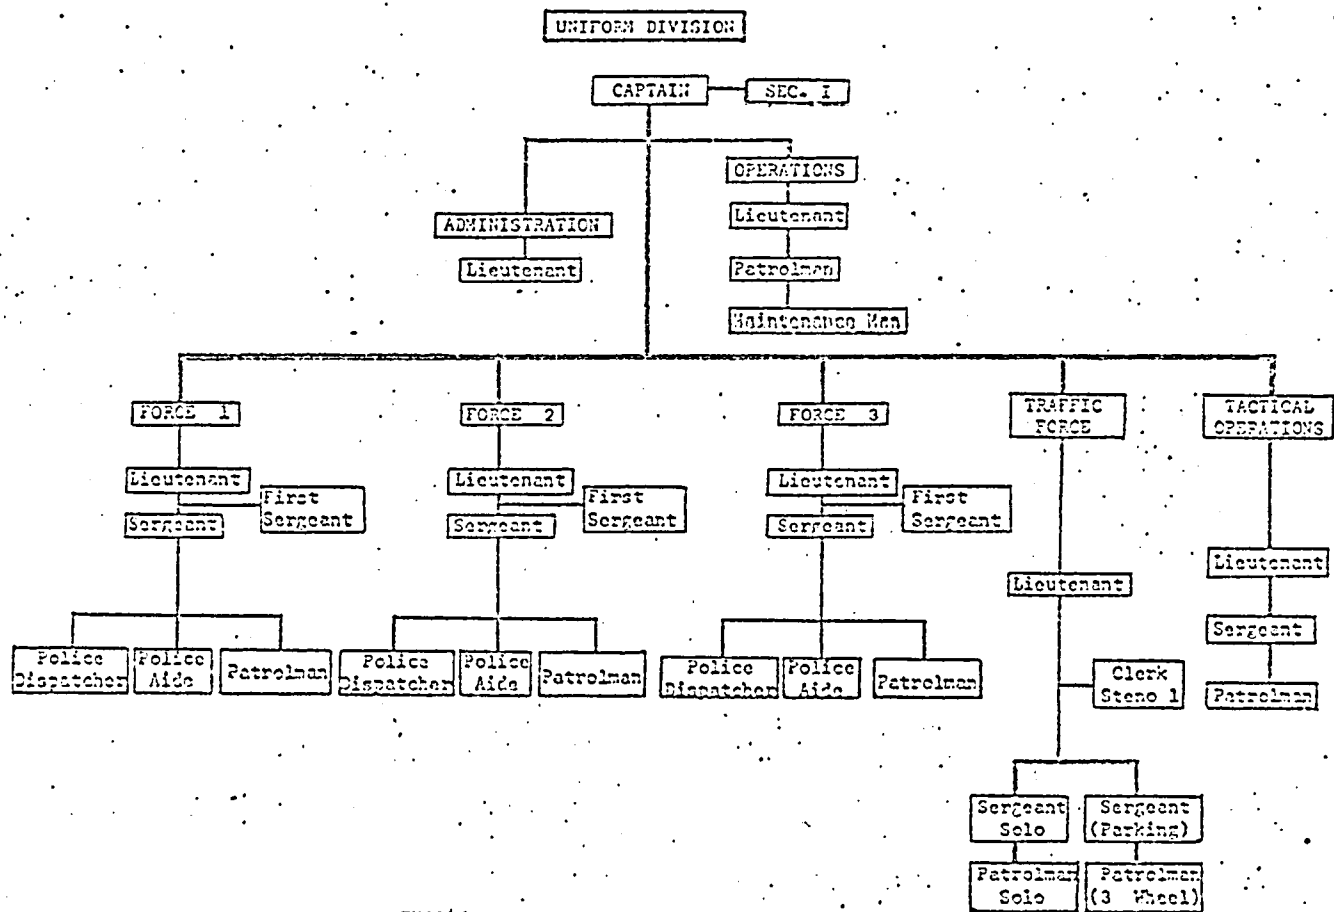 UNIFORM DIVISION
CAPTAIN
SEC. I
OPERATIONS
Lieutenant
Patrolman
Maintenance Man
ADMINISTRATION
Lieutenant
FORCE 1
Lieutenant
First
Sergeant
Sergeant
Police
Dispatcher
Police
Aide
Patrolman
FORCE 2
Lieutenant
First
Sergeant
Sergeant
Police
Dispatcher
Police
Aide
Patrolman
FORCE 3
Lieutenant
First
Sergeant
Sergeant
Police
Dispatcher
Police
Aide
Patrolman
TRAFFIC
FORCE
Lieutenant
Clerk
Steno 1
Sergeant
Solo
Patrolman
Solo
Sergeant
(Parking)
Patrolman
(3 Wheel)
TACTICAL
OPERATIONS
Lieutenant
Sergeant
Patrolman